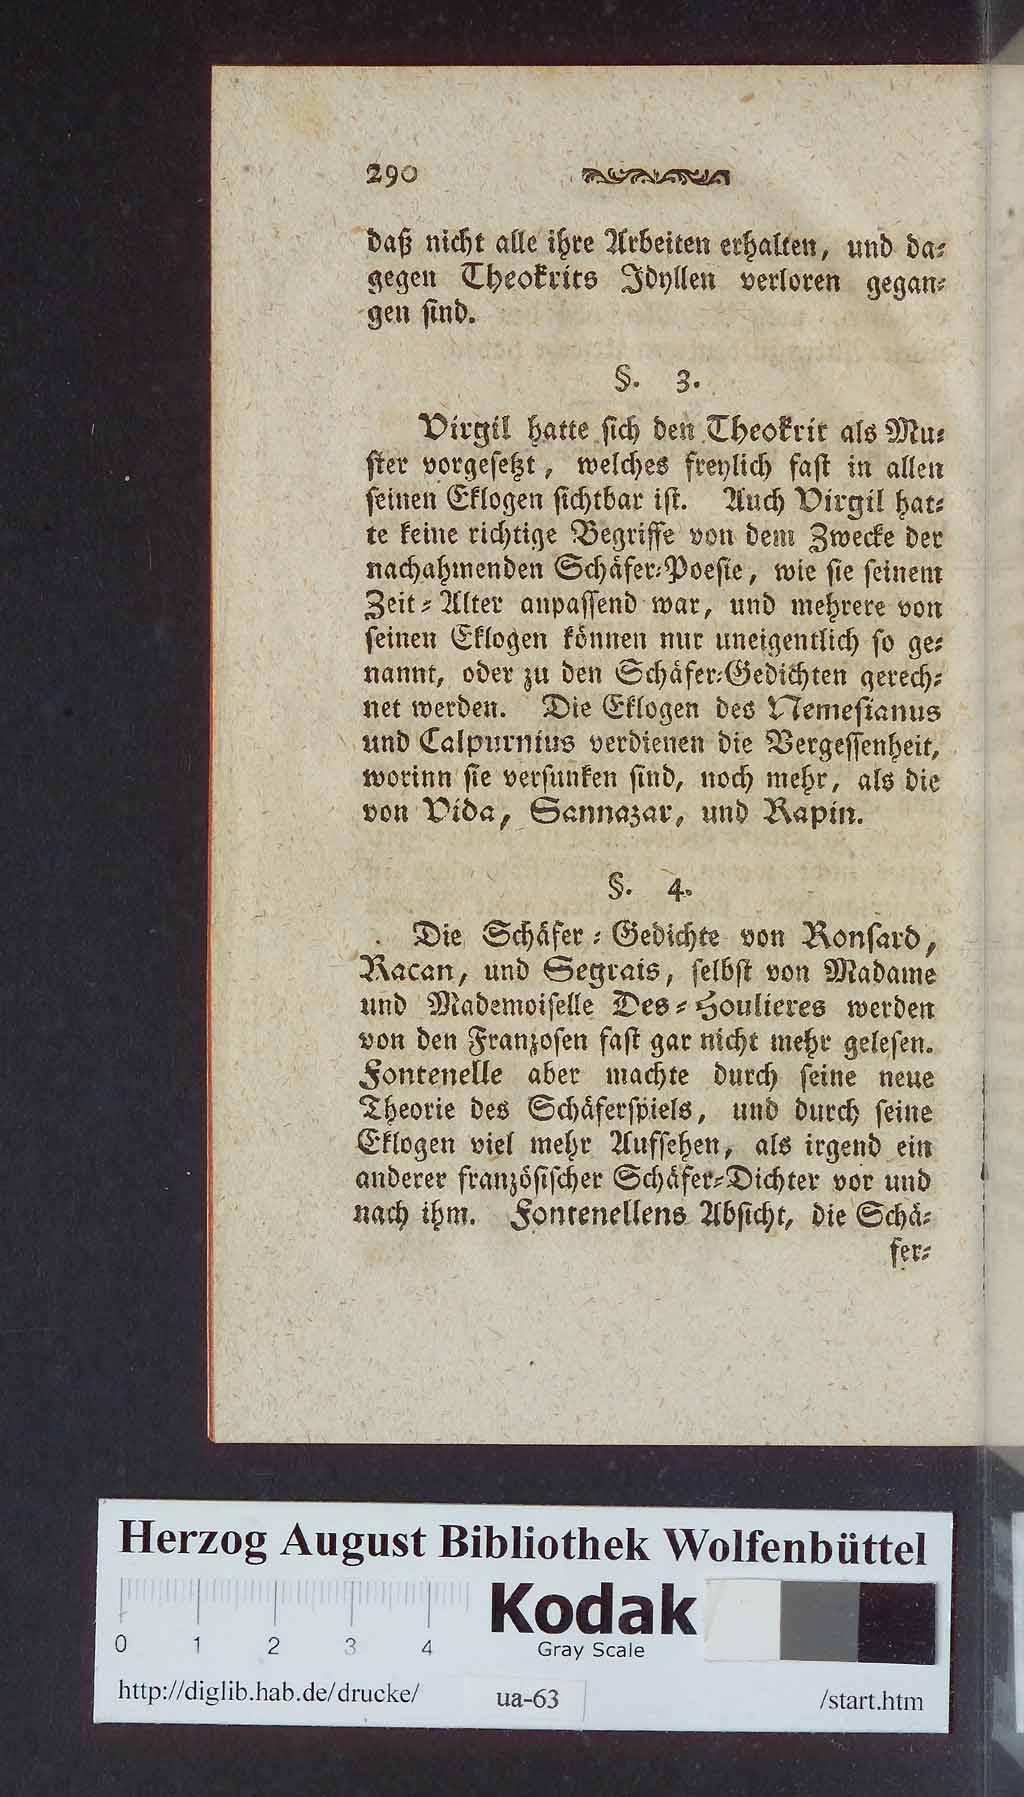 290
daß nicht alle ihre Arbeiten erhalten, und da⸗
gegen Theokrits Idyllen verloren gegan⸗
gen sind.
§. 3.
Virgil hatte sich den Theokrit als Mu⸗
ster vorgesetzt, welches freylich fast in allen
seinen Eklogen sichtbar ist. Auch Virgil hat⸗
te keine richtige Begriffe von dem Zwecke der
nachahmenden Schäfer⸗Poesie, wie sie seinem
Zeit⸗Alter anpassend war, und mehrere von
seinen Eklogen können nur uneigentlich so ge⸗
nannt, oder zu den Schäfer⸗Gedichten gerech⸗
net werden. Die Eklogen des Nemesianus
und Calpurnius verdienen die Vergessenheit,
worinn sie versunken sind, noch mehr, als die
von Vida, Sannazar, und Rapin.
§. 4.
Die Schäfer⸗Gedichte von Ronsard,
Racan, und Segrais, selbst von Madame
und Mademoiselle Des⸗Houlieres werden
von den Franzosen fast gar nicht mehr gelesen.
Fontenelle aber machte durch seine neue
Theorie des Schäferspiels, und durch seine
Eklogen viel mehr Aufsehen, als irgend ein
anderer französischer Schäfer⸗Dichter vor und
nach ihm. Fontenellens Absicht, die Schä⸗
fer⸗
Herzog August Bibliothek Wolfenbüttel
Kodak
0 1 2 3 4
Gray Scale
http://diglib.hab.de/drucke/ ua-63 /start.htm